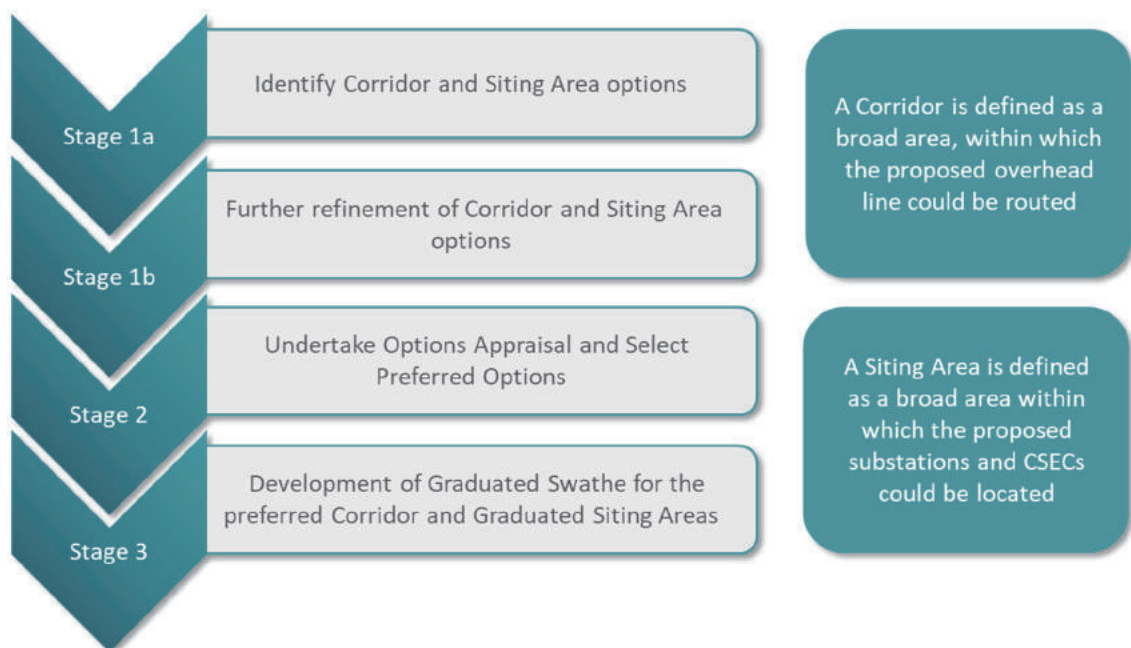 Stage 1a
Identify Corridor and Siting Area options
Stage 1b
Further refinement of Corridor and Siting Area
options
Stage 2
Undertake Options Appraisal and Select
Preferred Options
Stage 3
Development of Graduated Swathe for the
preferred Corridor and Graduated Siting Areas
A Corridor is defined as a
broad area, within which
the proposed overhead
line could be routed
A Siting Area is defined
as a broad area within
which the proposed
substations and CSECs
could be located